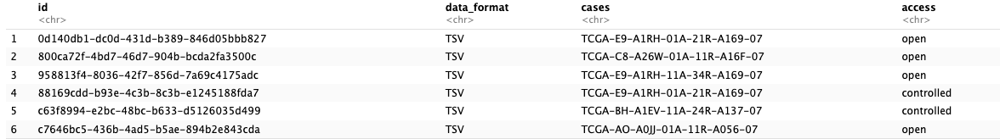 id data_format cases access
<chr> <chr> <chr> <chr>
1 0d140db1-dc0d-431d-b389-846d05bbb827 TSV TCGA-E9-A1RH-01A-21R-A169-07 open
2 800ca72f-4bd7-46d7-904b-bcda2fa3500c TSV TCGA-C8-A26W-01A-11R-A16F-07 open
3 958813f4-8036-42f7-856d-7a69c4175adc TSV TCGA-E9-A1RH-11A-34R-A169-07 open
4 88169cdd-b93e-4c3b-8c3b-e1245188fda7 TSV TCGA-E9-A1RH-01A-21R-A169-07 controlled
5 c63f8994-e2bc-48bc-b633-d5126035d499 TSV TCGA-BH-A1EV-11A-24R-A137-07 controlled
6 c7646bc5-436b-4ad5-b5ae-894b2e843cda TSV TCGA-AO-A0JJ-01A-11R-A056-07 open